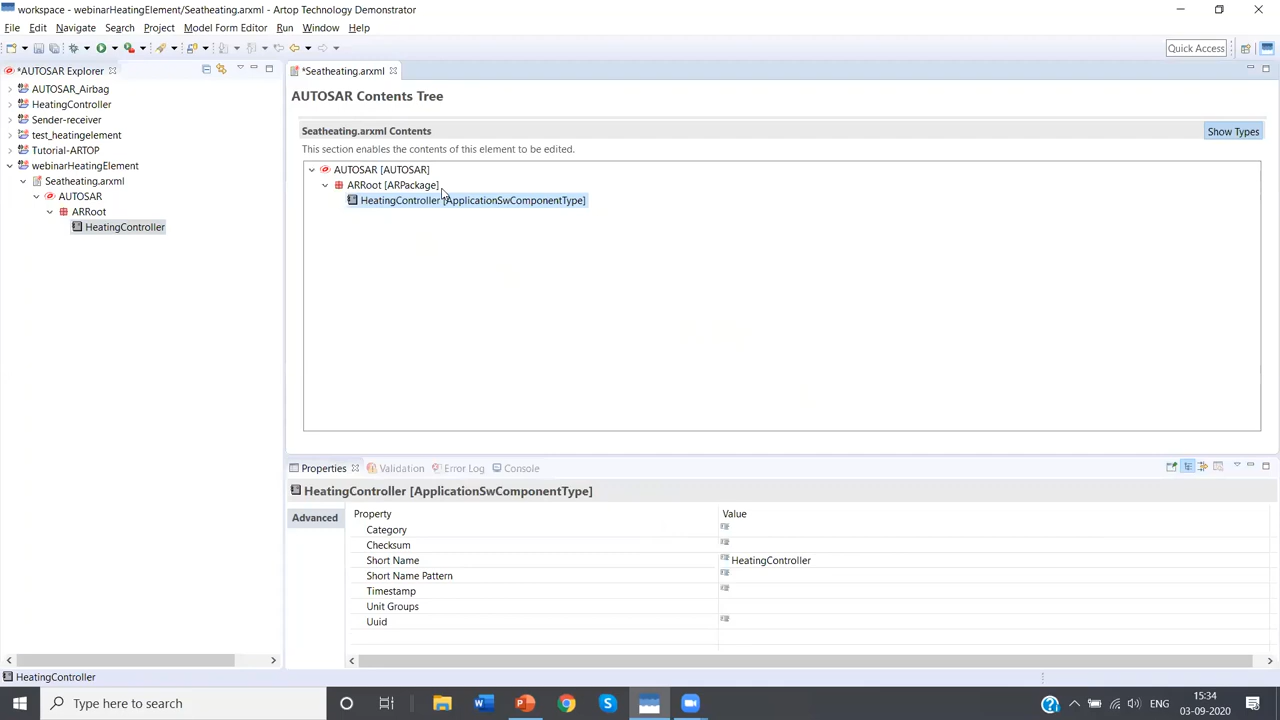 workspace - webinarHeatingElement/Seatheating.arxml - Artop Technology Demonstrator
File Edit Navigate Search Project Model Form Editor Run Window Help
Quick Access
*AUTOSAR Explorer
AUTOSAR_Airbag
HeatingController
Sender-receiver
test_heatingelement
Tutorial-ARTOP
webinarHeatingElement
Seatheating.arxml
AUTOSAR
ARRoot
HeatingController
*Seatheating.arxml
AUTOSAR Contents Tree
Seatheating.arxml Contents
Show Types
This section enables the contents of this element to be edited.
AUTOSAR [AUTOSAR]
ARRoot [ARPackage]
HeatingController [ApplicationSwComponentType]
Properties Validation Error Log Console
HeatingController [ApplicationSwComponentType]
Advanced
Property Value
Category
Checksum
Short Name HeatingController
Short Name Pattern
Timestamp
Unit Groups
Uuid
HeatingController
Type here to search
ENG
15:34
03-09-2020